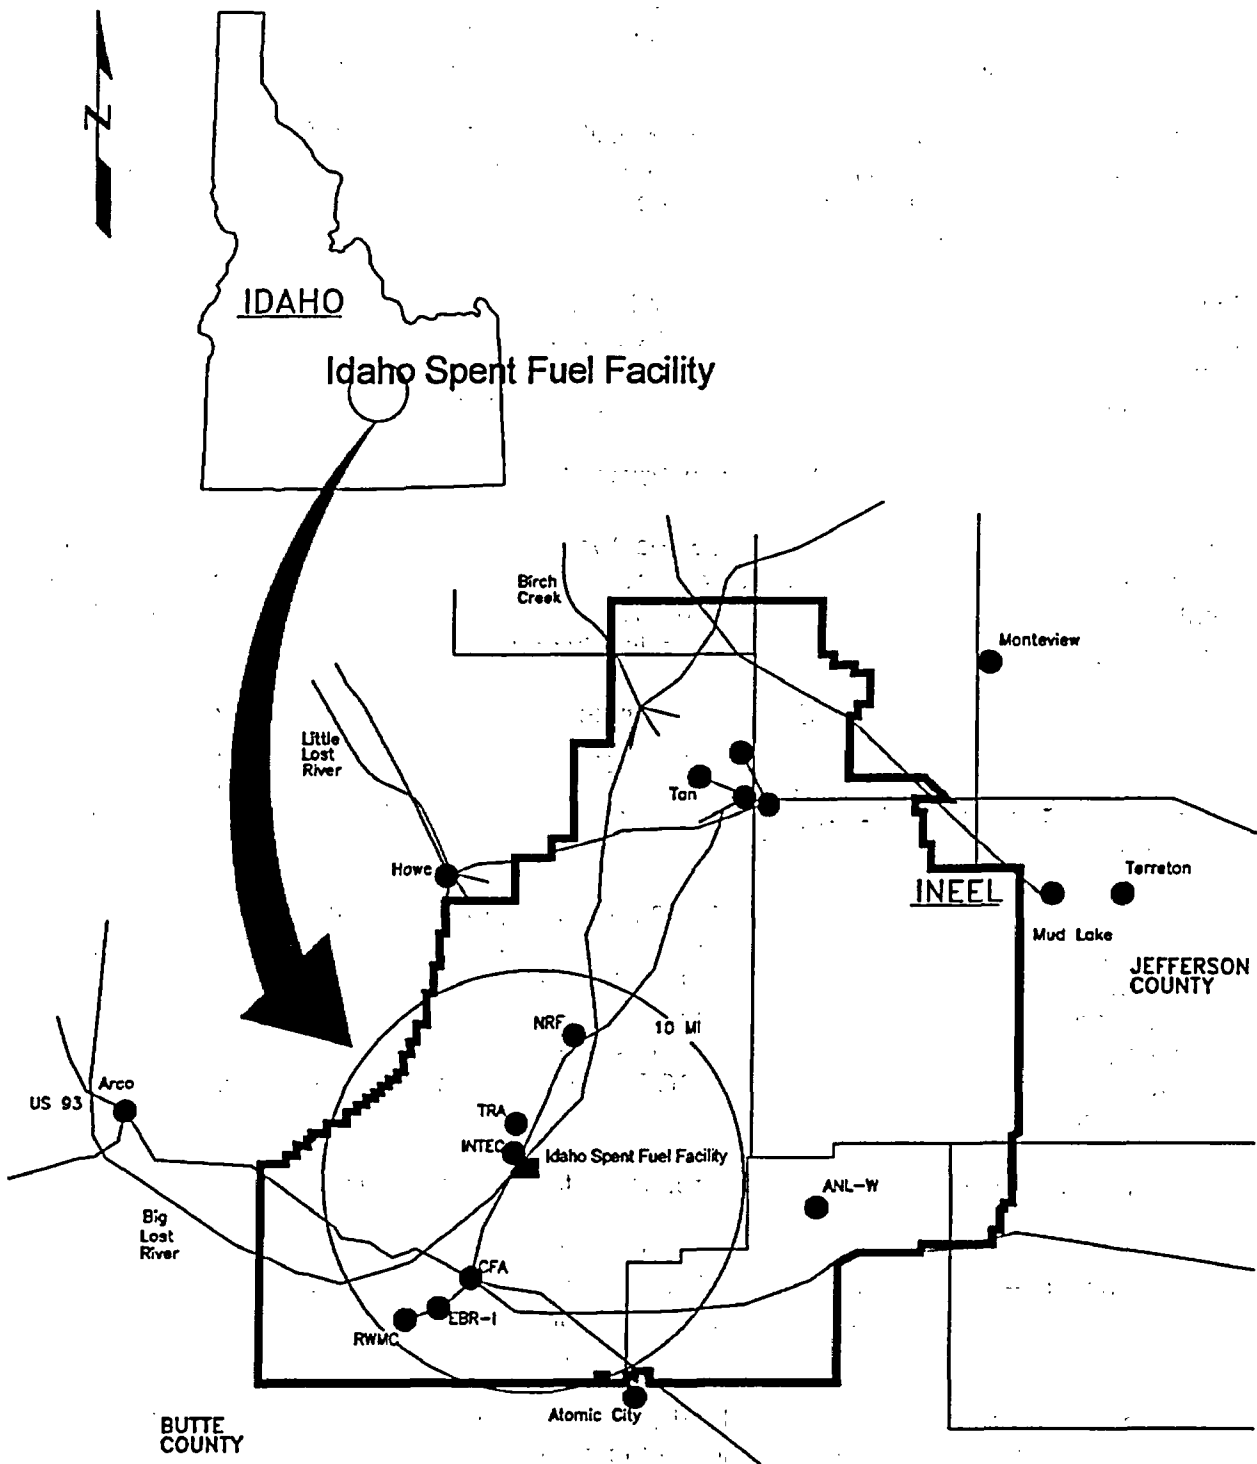 N
IDAHO
Idaho Spent Fuel Facility
Birch
Creek
Monteview
Little
Lost
River
Tan
Howe
INEEL
Terreton
Mud Lake
JEFFERSON
COUNTY
NRF
10 MI
Arco
US 93
TRA
INTEC
Idaho Spent Fuel Facility
ANL-W
Big
Lost
River
CFA
EBR-I
RWMC
Atomic City
BUTTE
COUNTY